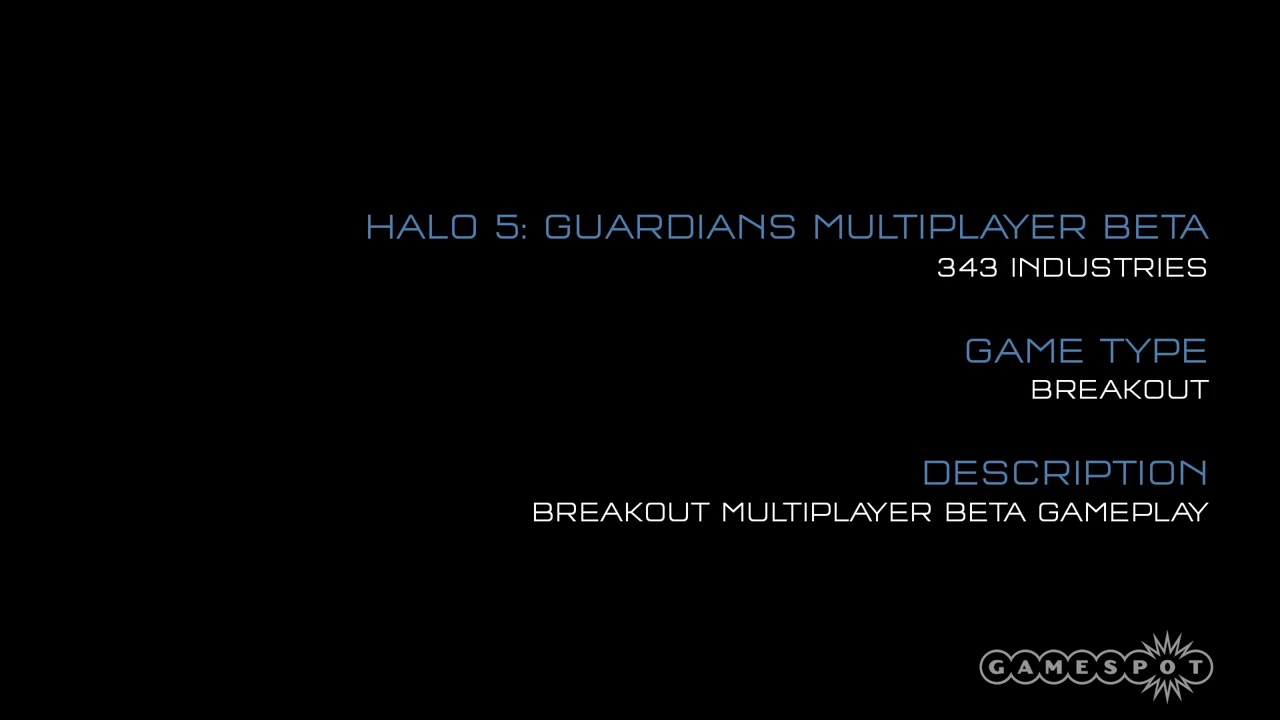 HALO 5: GUARDIANS MULTIPLAYER BETA
343 INDUSTRIES
GAME TYPE
BREAKOUT
DESCRIPTION
BREAKOUT MULTIPLAYER BETA GAMEPLAY
GAMESPOT